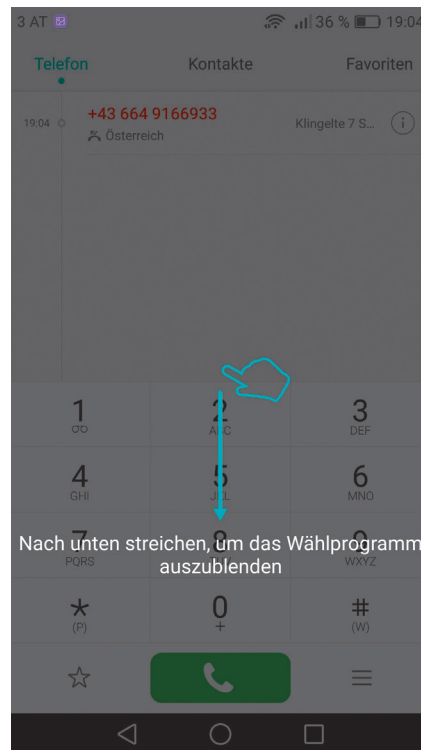 3 AT 36 % 19:04
Telefon Kontakte Favoriten
19:04 +43 664 9166933 Klingelte 7 S... i
Österreich
1 2 3
ABC DEF
4 5 6
GHI JKL MNO
7 8 9
Nach unten streichen, um das Wählprogramm
PQRS WXYZ
auszublenden
* 0 #
(P) + (W)